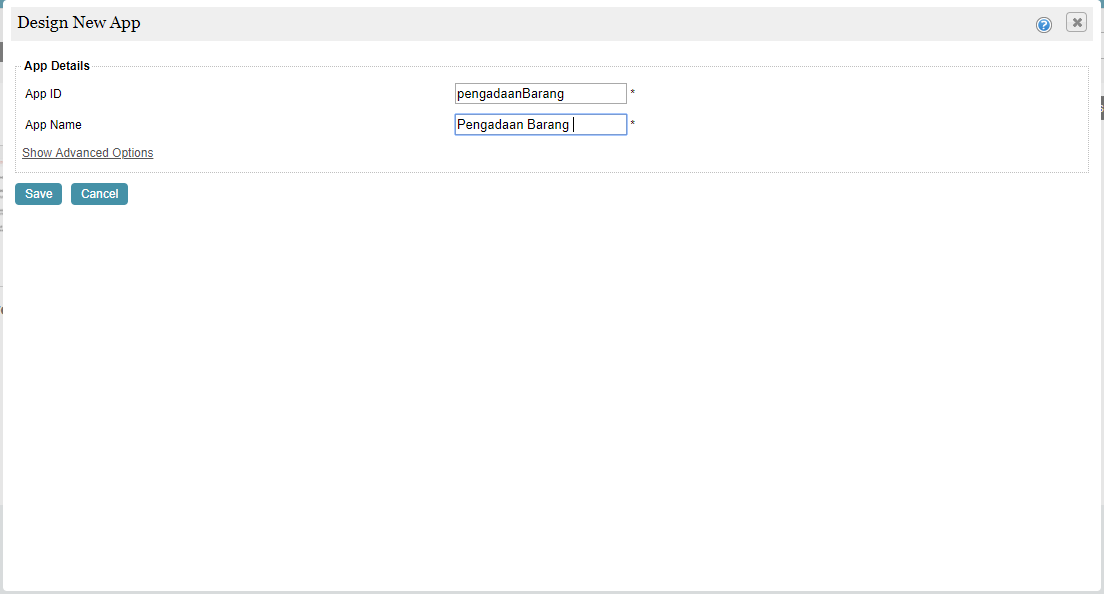 Design New App
App Details
App ID pengadaanBarang *
App Name Pengadaan Barang *
Show Advanced Options
Save Cancel